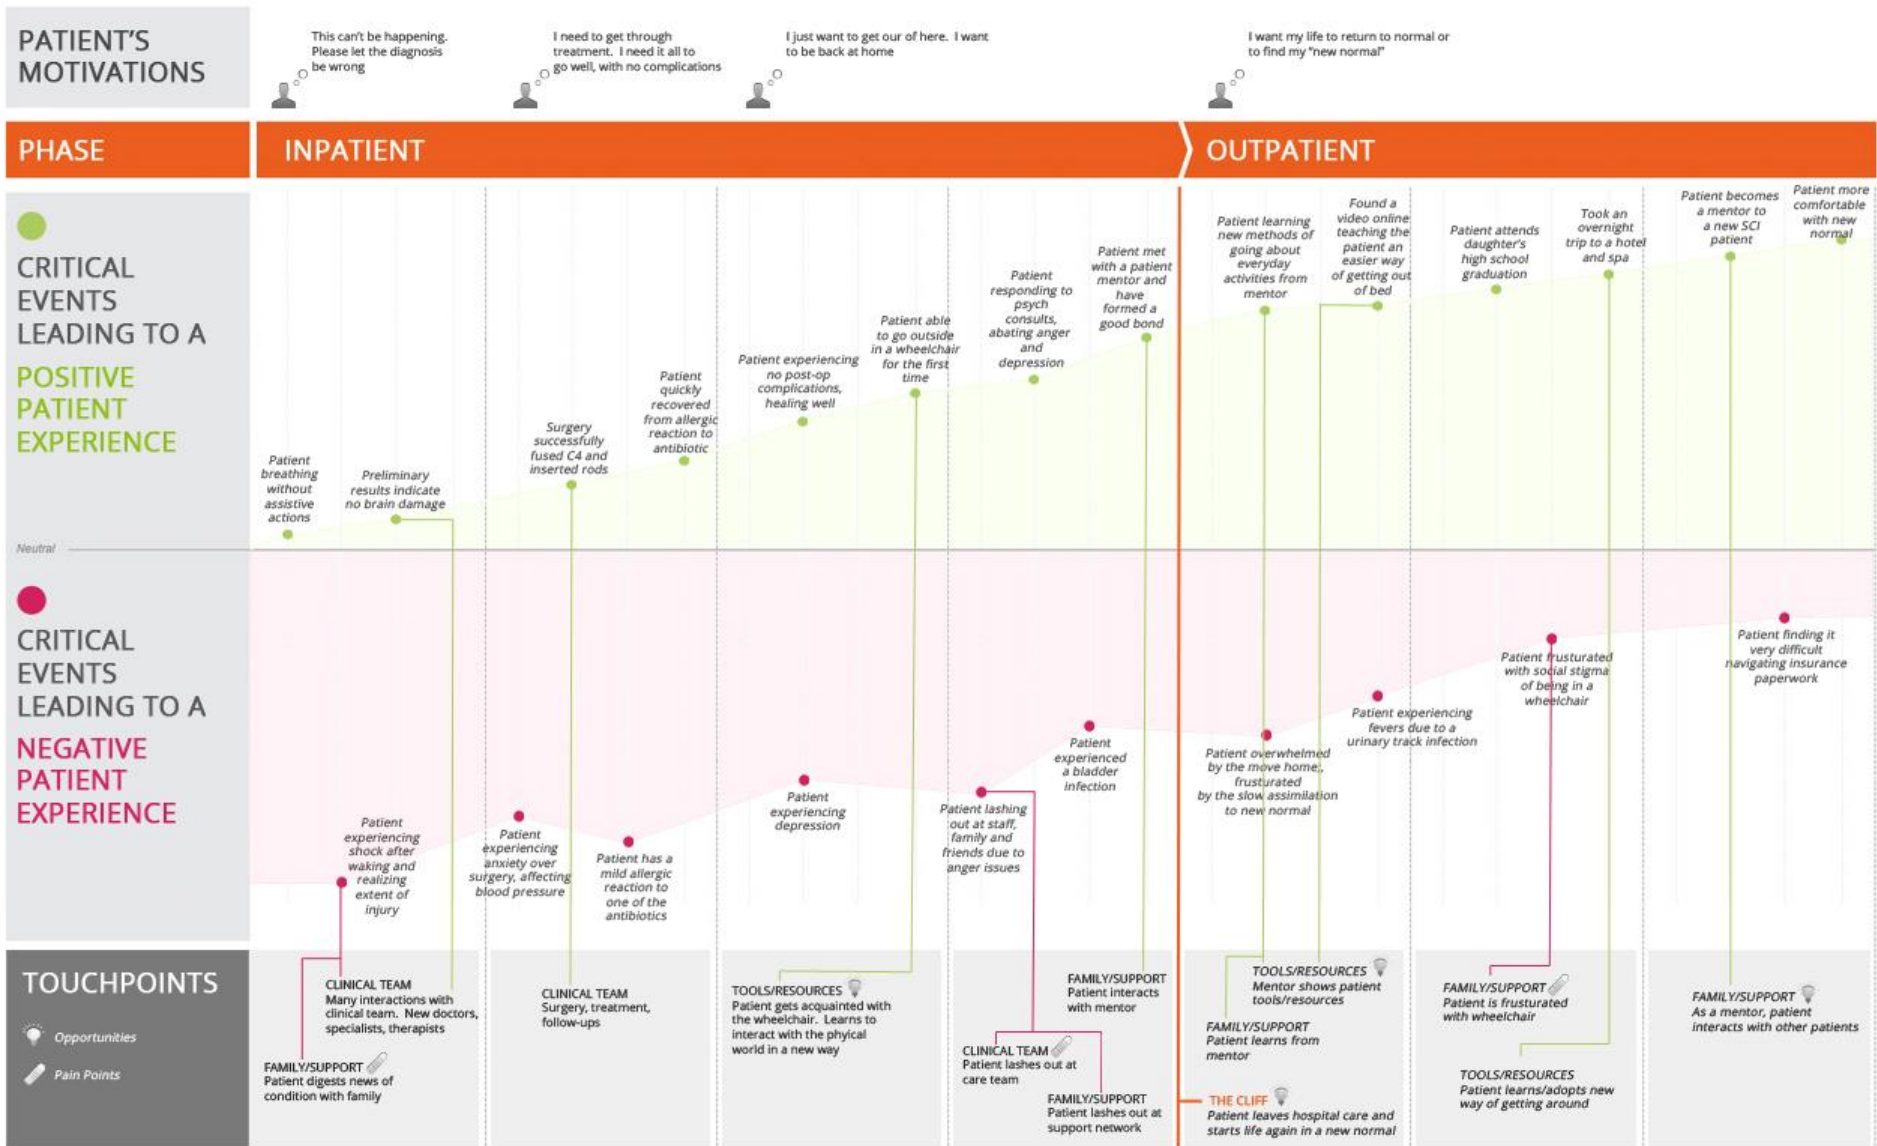 PATIENT'S
MOTIVATIONS
This can't be happening.
Please let the diagnosis
be wrong
I need to get through
treatment. I need it all to
go well, with no complications
I just want to get our of here. I want
to be back at home
I want my life to return to normal or
to find my "new normal"
PHASE
INPATIENT
OUTPATIENT
CRITICAL
EVENTS
LEADING TO A
POSITIVE
PATIENT
EXPERIENCE
Patient
breathing
without
assistive
actions
Preliminary
results indicate
no brain damage
Surgery
successfully
fused C4 and
inserted rods
Patient
quickly
recovered
from allergic
reaction to
antibiotic
Patient experiencing
no post-op
complications,
healing well
Patient able
to go outside
in a wheelchair
for the first
time
Patient
responding to
psych
consults,
abating anger
and
depression
Patient met
with a patient
mentor and
have
formed a
good bond
Patient learning
new methods of
going about
everyday
activities from
mentor
Found a
video online
teaching the
patient an
easier way
of getting out
of bed
Patient attends
daughter's
high school
graduation
Took an
overnight
trip to a hotel
and spa
Patient becomes
a mentor to
a new SCI
patient
Patient more
comfortable
with new
normal
Neutral
CRITICAL
EVENTS
LEADING TO A
NEGATIVE
PATIENT
EXPERIENCE
Patient
experiencing
shock after
waking and
realizing
extent of
injury
Patient
experiencing
anxiety over
surgery, affecting
blood pressure
Patient has a
mild allergic
reaction to
one of the
antibiotics
Patient
experiencing
depression
Patient lashing
out at staff,
family and
friends due to
anger issues
Patient
experienced
a bladder
infection
Patient overwhelmed
by the move home;,
frusturated
by the slow assimilation
to new normal
Patient experiencing
fevers due to a
urinary track infection
Patient frusturated
with social stigma
of being in a
wheelchair
Patient finding it
very difficult
navigating insurance
paperwork
TOUCHPOINTS
Opportunities
Pain Points
CLINICAL TEAM
Many interactions with
clinical team. New doctors,
specialists, therapists
FAMILY/SUPPORT
Patient digests news of
condition with family
CLINICAL TEAM
Surgery, treatment,
follow-ups
TOOLS/RESOURCES
Patient gets acquainted with
the wheelchair. Learns to
interact with the phyical
world in a new way
FAMILY/SUPPORT
Patient interacts
with mentor
CLINICAL TEAM
Patient lashes out at
care team
FAMILY/SUPPORT
Patient lashes out at
support network
TOOLS/RESOURCES
Mentor shows patient
tools/resources
FAMILY/SUPPORT
Patient learns from
mentor
THE CLIFF
Patient leaves hospital care and
starts life again in a new normal
FAMILY/SUPPORT
Patient is frusturated
with wheelchair
TOOLS/RESOURCES
Patient learns/adopts new
way of getting around
FAMILY/SUPPORT
As a mentor, patient
interacts with other patients